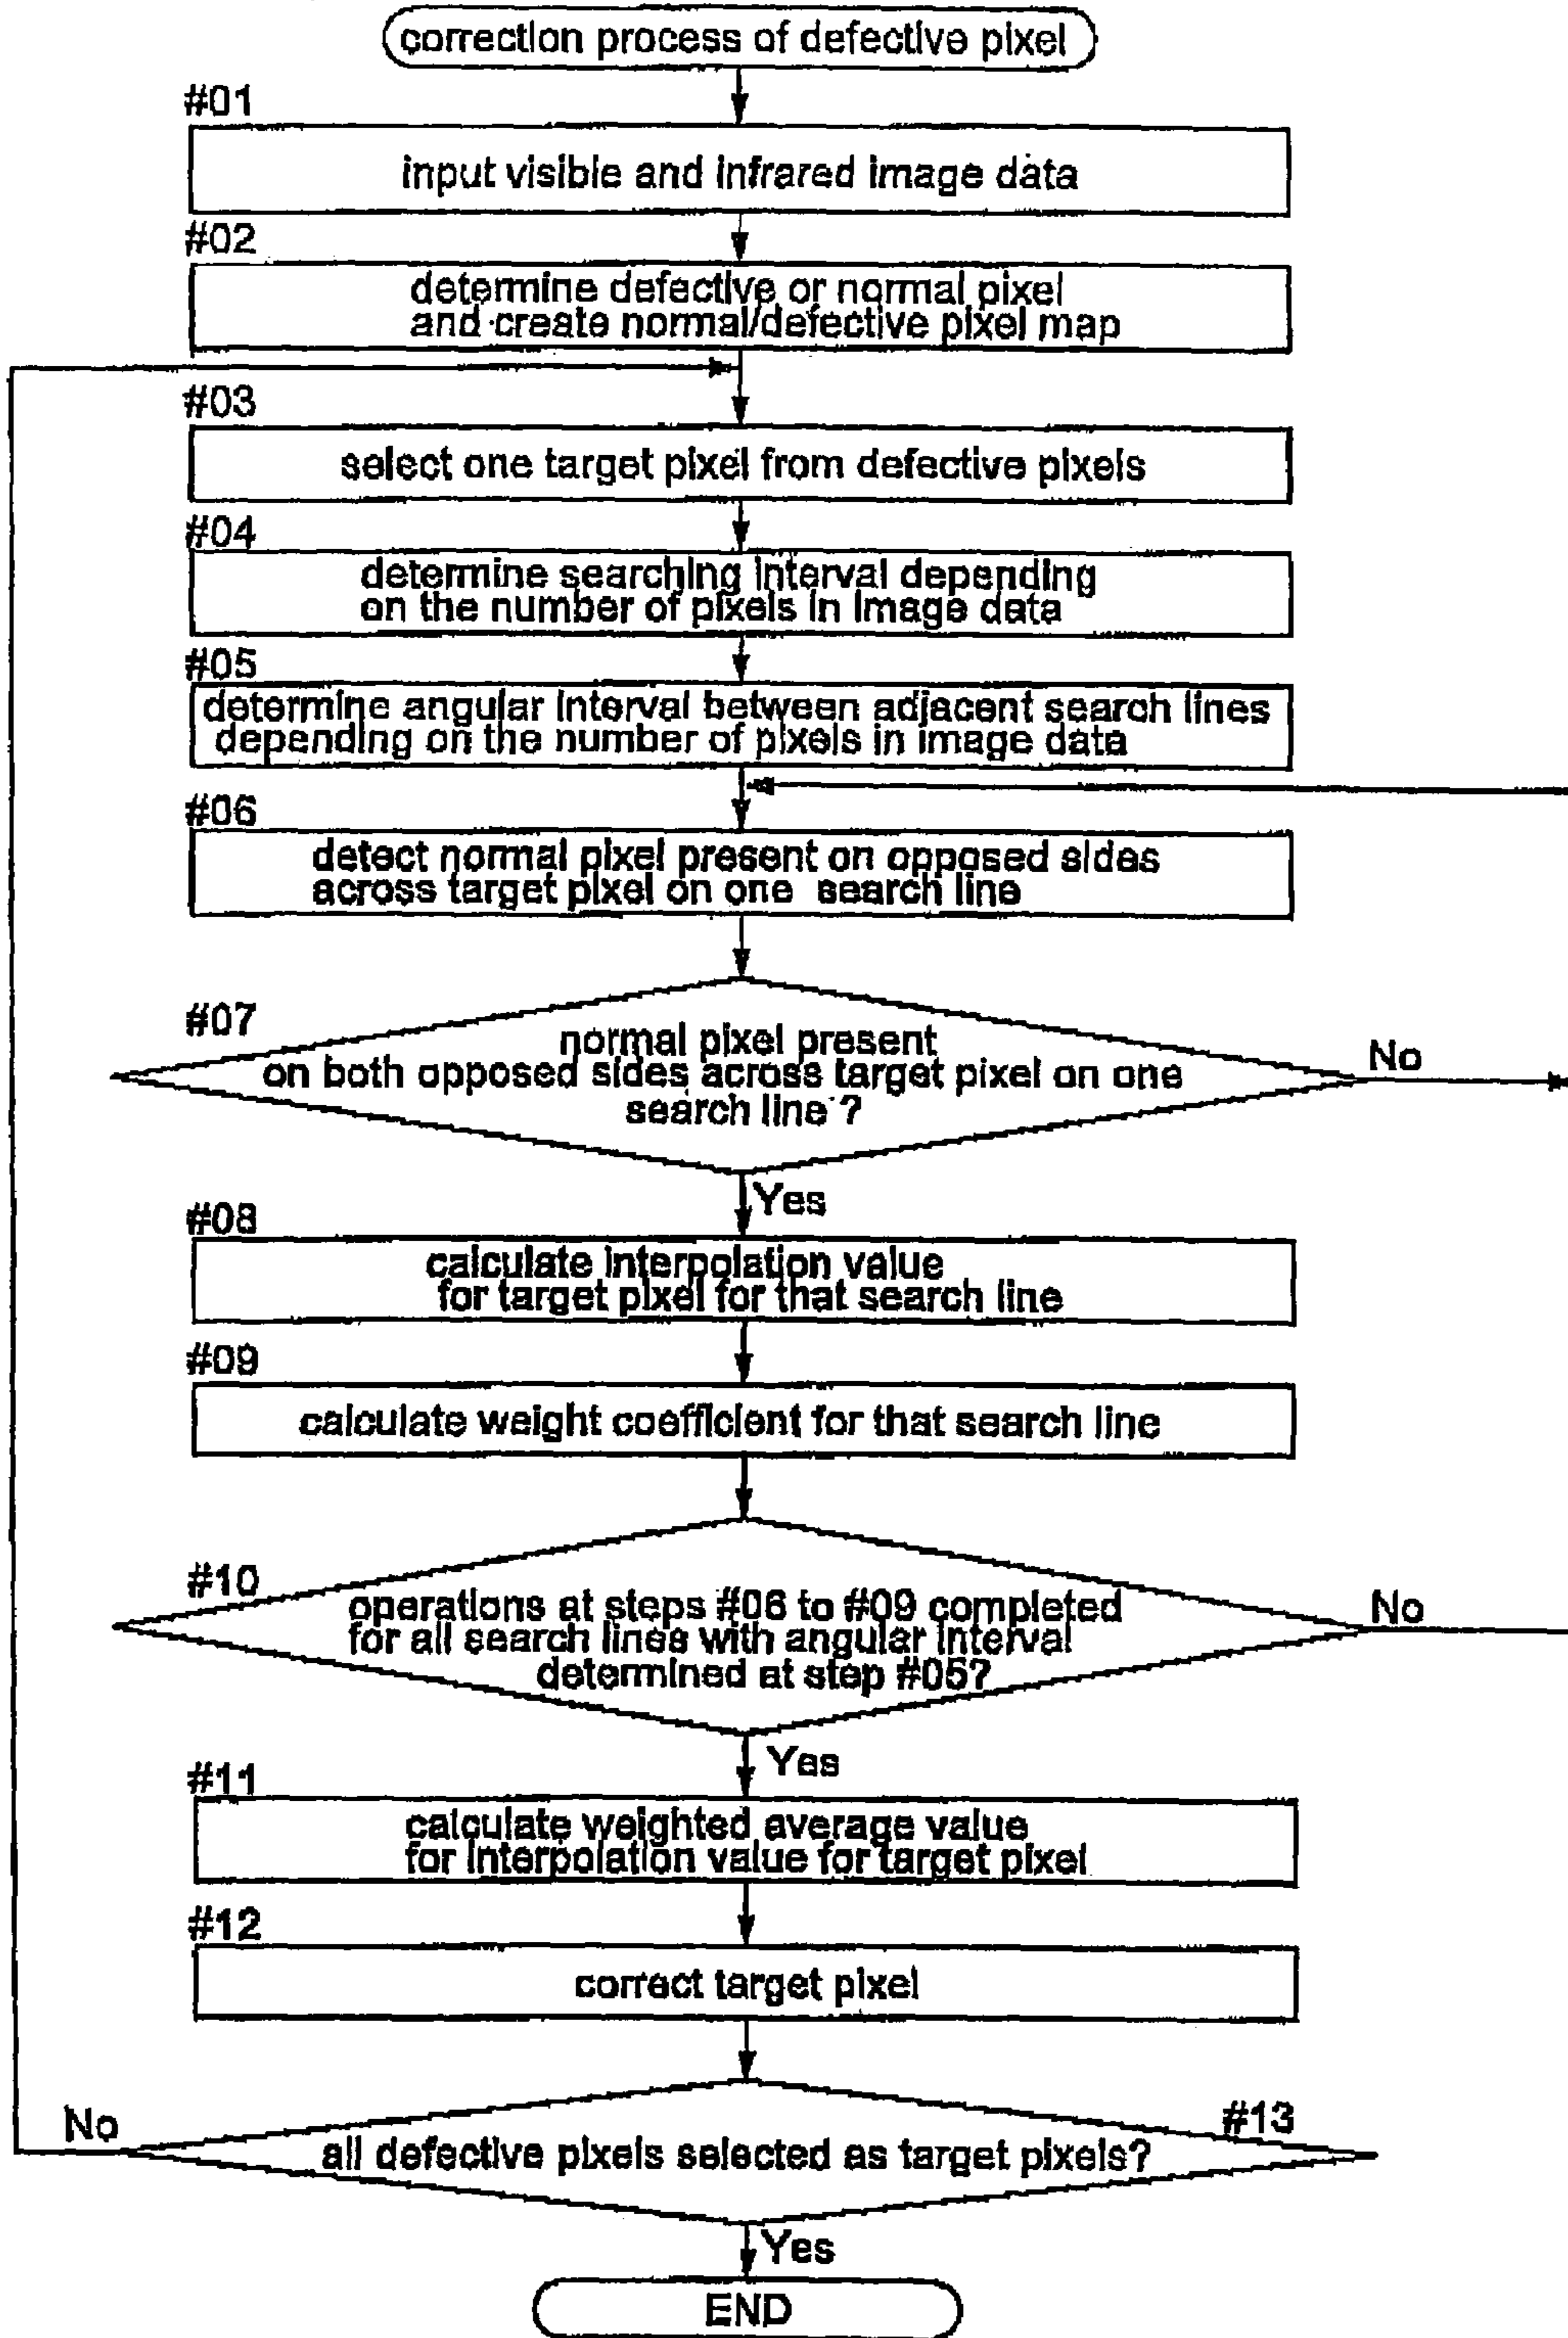 correction process of defective pixel
#01
input visible and infrared image data
#02
determine defective or normal pixel
and create normal/defective pixel map
#03
select one target pixel from defective pixels
#04
determine searching interval depending
on the number of pixels in image data
#05
determine angular interval between adjacent search lines
depending on the number of pixels in image data
#06
detect normal pixel present on opposed sides
across target pixel on one search line
#07
normal pixel present
on both opposed sides across target pixel on one
search line ?
No
Yes
#08
calculate interpolation value
for target pixel for that search line
#09
calculate weight coefficient for that search line
#10
operations at steps #06 to #09 completed
for all search lines with angular interval
determined at step #05?
No
Yes
#11
calculate weighted average value
for interpolation value for target pixel
#12
correct target pixel
No
#13
all defective pixels selected as target pixels?
Yes
END